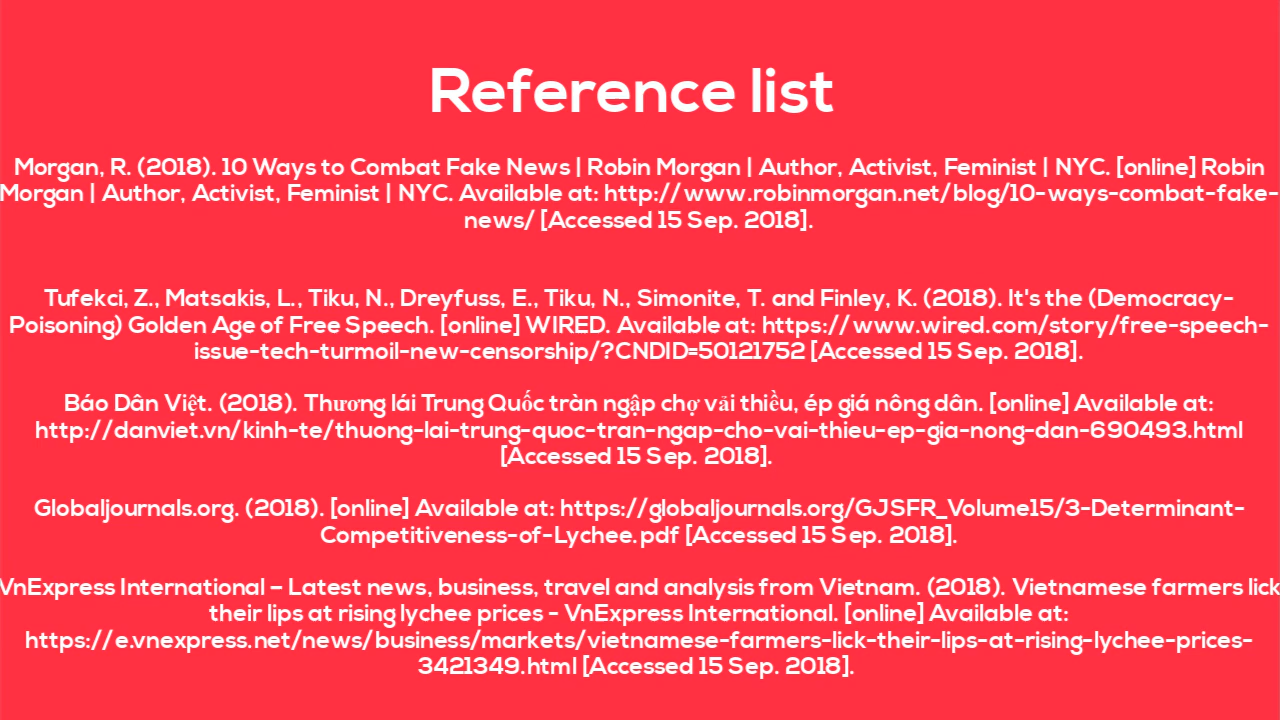 Reference list
Morgan, R. (2018). 10 Ways to Combat Fake News | Robin Morgan | Author, Activist, Feminist | NYC. [online] Robin
Morgan | Author, Activist, Feminist | NYC. Available at: http://www.robinmorgan.net/blog/10-ways-combat-fake-
news/ [Accessed 15 Sep. 2018].
Tufekci, Z., Matsakis, L., Tiku, N., Dreyfuss, E., Tiku, N., Simonite, T. and Finley, K. (2018). It's the (Democracy-
Poisoning) Golden Age of Free Speech. [online] WIRED. Available at: https://www.wired.com/story/free-speech-
issue-tech-turmoil-new-censorship/?CNDID=50121752 [Accessed 15 Sep. 2018].
Báo Dân Việt. (2018). Thương lái Trung Quốc tràn ngập chợ vải thiều, ép giá nông dân. [online] Available at:
http://danviet.vn/kinh-te/thuong-lai-trung-quoc-tran-ngap-cho-vai-thieu-ep-gia-nong-dan-690493.html
[Accessed 15 Sep. 2018].
Globaljournals.org. (2018). [online] Available at: https://globaljournals.org/GJSFR_Volume15/3-Determinant-
Competitiveness-of-Lychee.pdf [Accessed 15 Sep. 2018].
VnExpress International – Latest news, business, travel and analysis from Vietnam. (2018). Vietnamese farmers lick
their lips at rising lychee prices - VnExpress International. [online] Available at:
https://e.vnexpress.net/news/business/markets/vietnamese-farmers-lick-their-lips-at-rising-lychee-prices-
3421349.html [Accessed 15 Sep. 2018].